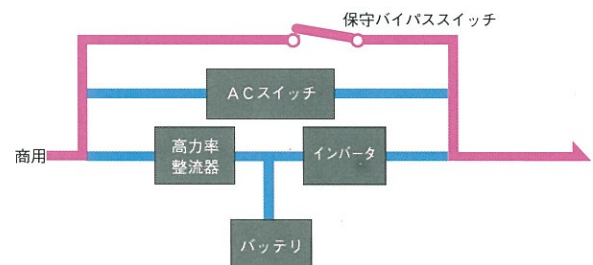 保守バイパススイッチ
ACスイッチ
商用
高力率
整流器
インバータ
バッテリ